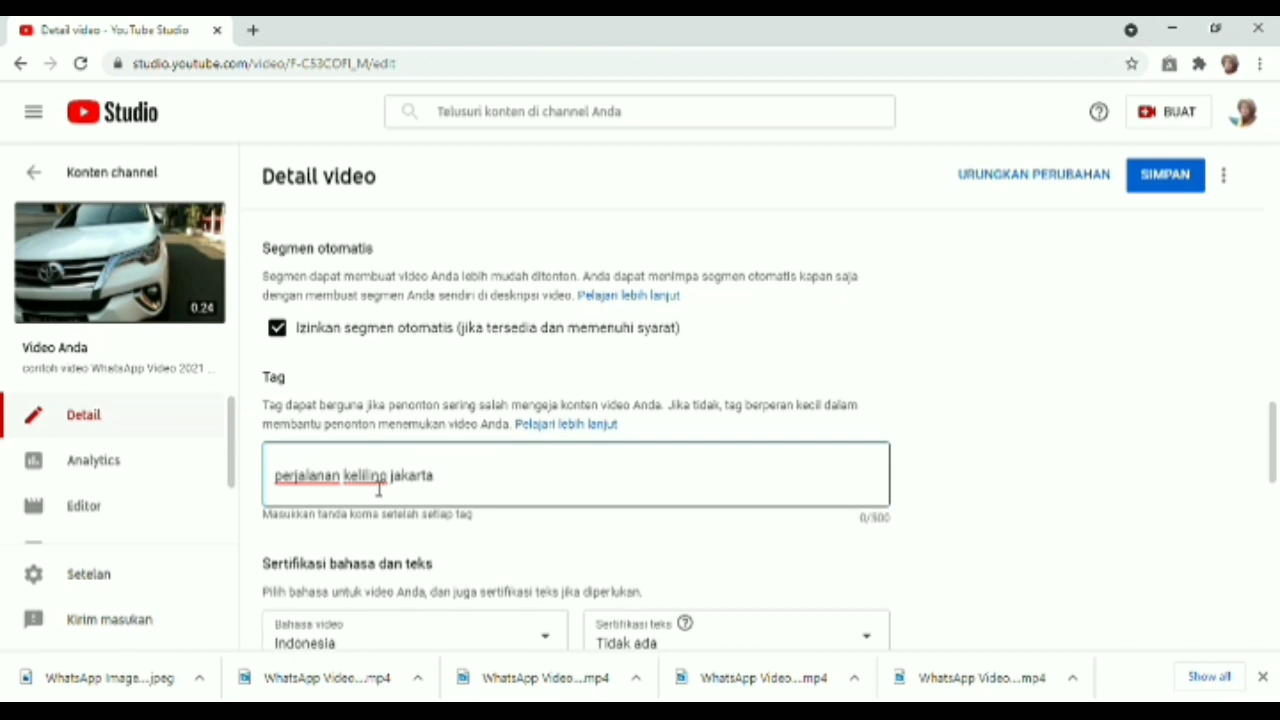 Detail video - YouTube Studio
studio.youtube.com/video/F-C53COFl_M/edit
Studio
Telusuri konten di channel Anda
BUAT
Konten channel
Detail video
URUNGKAN PERUBAHAN
SIMPAN
0.24
Video Anda
contoh video WhatsApp Video 2021 ...
Detail
Analytics
Editor
Setelan
Kirim masukan
Segmen otomatis
Segmen dapat membuat video Anda lebih mudah ditonton. Anda dapat menimpa segmen otomatis kapan saja
dengan membuat segmen Anda sendiri di deskripsi video. Pelajari lebih lanjut
Izinkan segmen otomatis (jika tersedia dan memenuhi syarat)
Tag
Tag dapat berguna jika penonton sering salah mengeja konten video Anda. Jika tidak, tag berperan kecil dalam
membantu penonton menemukan video Anda. Pelajari lebih lanjut
perjalanan keliling jakarta
Masukkan tanda koma setelah setiap tag
0/500
Sertifikasi bahasa dan teks
Pilih bahasa untuk video Anda, dan juga sertifikasi teks jika diperlukan.
Bahasa video
Indonesia
Sertifikasi teks
Tidak ada
WhatsApp Image....jpeg
WhatsApp Video....mp4
WhatsApp Video....mp4
WhatsApp Video....mp4
WhatsApp Video....mp4
Show all